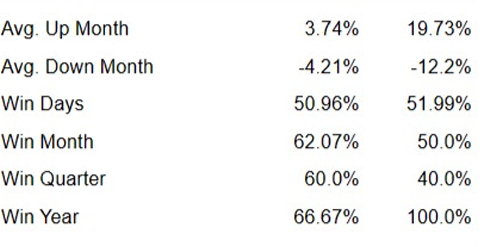 Avg. Up Month 3.74% 19.73%
Avg. Down Month -4.21% -12.2%
Win Days 50.96% 51.99%
Win Month 62.07% 50.0%
Win Quarter 60.0% 40.0%
Win Year 66.67% 100.0%